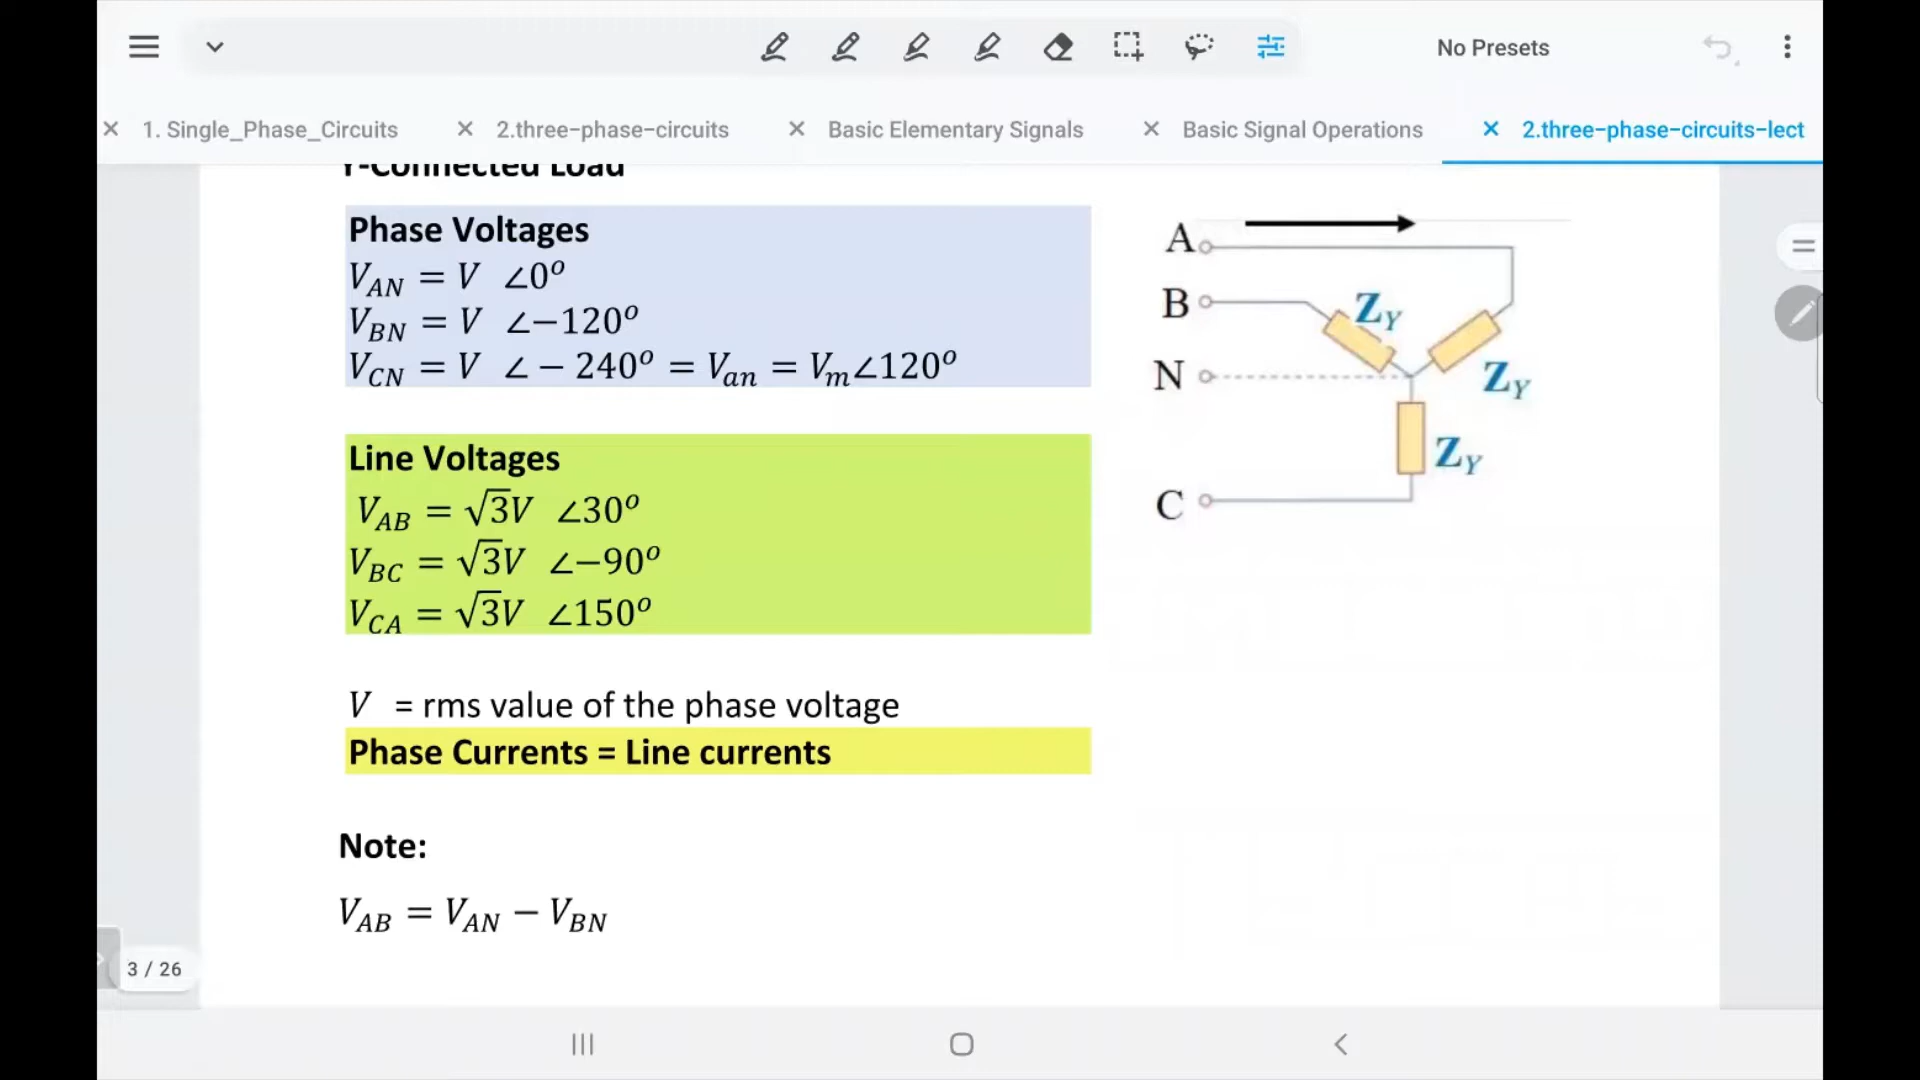 No Presets
1. Single_Phase_Circuits
2.three-phase-circuits
Basic Elementary Signals
Basic Signal Operations
2.three-phase-circuits-lect
Y-Connected Load
Phase Voltages
V_AN = V ∠0°
V_BN = V ∠−120°
V_CN = V ∠ − 240° = V_an = V_m∠120°
Line Voltages
V_AB = √3V ∠30°
V_BC = √3V ∠−90°
V_CA = √3V ∠150°
V = rms value of the phase voltage
Phase Currents = Line currents
Note:
V_AB = V_AN − V_BN
A
B
Z_Y
N
Z_Y
Z_Y
C
3 / 26